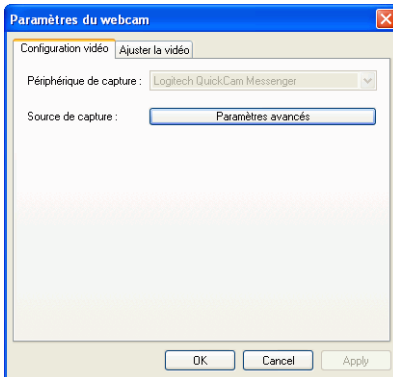 Paramètres du webcam
Configuration vidéo Ajuster la vidéo
Périphérique de capture : Logitech QuickCam Messenger
Source de capture : Paramètres avancés
OK Cancel Apply